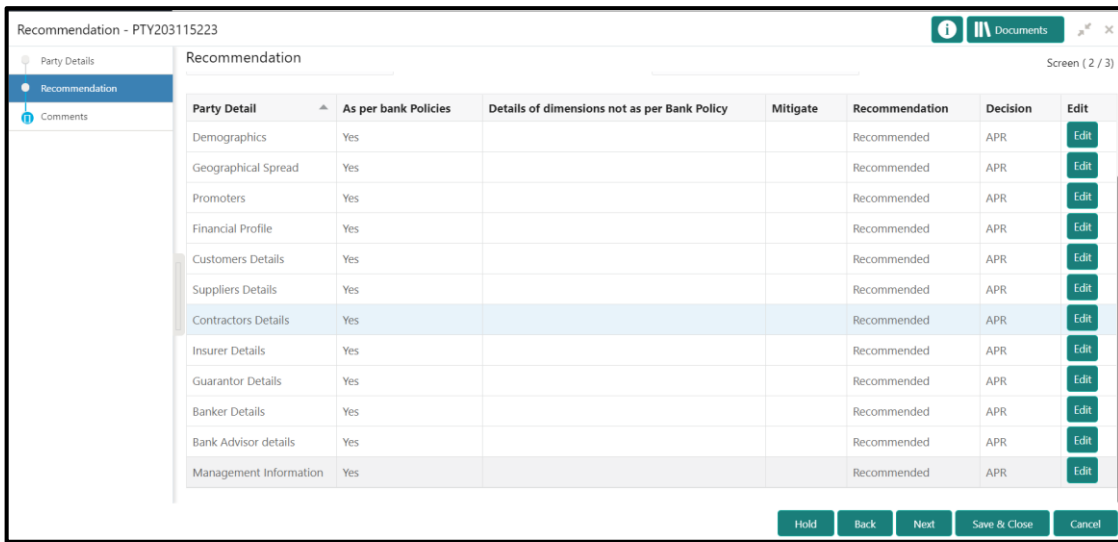 Recommendation - PTY203115223
Documents
Party Details
Recommendation
Comments
Recommendation
Screen ( 2 / 3)
Party Detail As per bank Policies Details of dimensions not as per Bank Policy Mitigate Recommendation Decision Edit
Demographics Yes Recommended APR Edit
Geographical Spread Yes Recommended APR Edit
Promoters Yes Recommended APR Edit
Financial Profile Yes Recommended APR Edit
Customers Details Yes Recommended APR Edit
Suppliers Details Yes Recommended APR Edit
Contractors Details Yes Recommended APR Edit
Insurer Details Yes Recommended APR Edit
Guarantor Details Yes Recommended APR Edit
Banker Details Yes Recommended APR Edit
Bank Advisor details Yes Recommended APR Edit
Management Information Yes Recommended APR Edit
Hold Back Next Save & Close Cancel